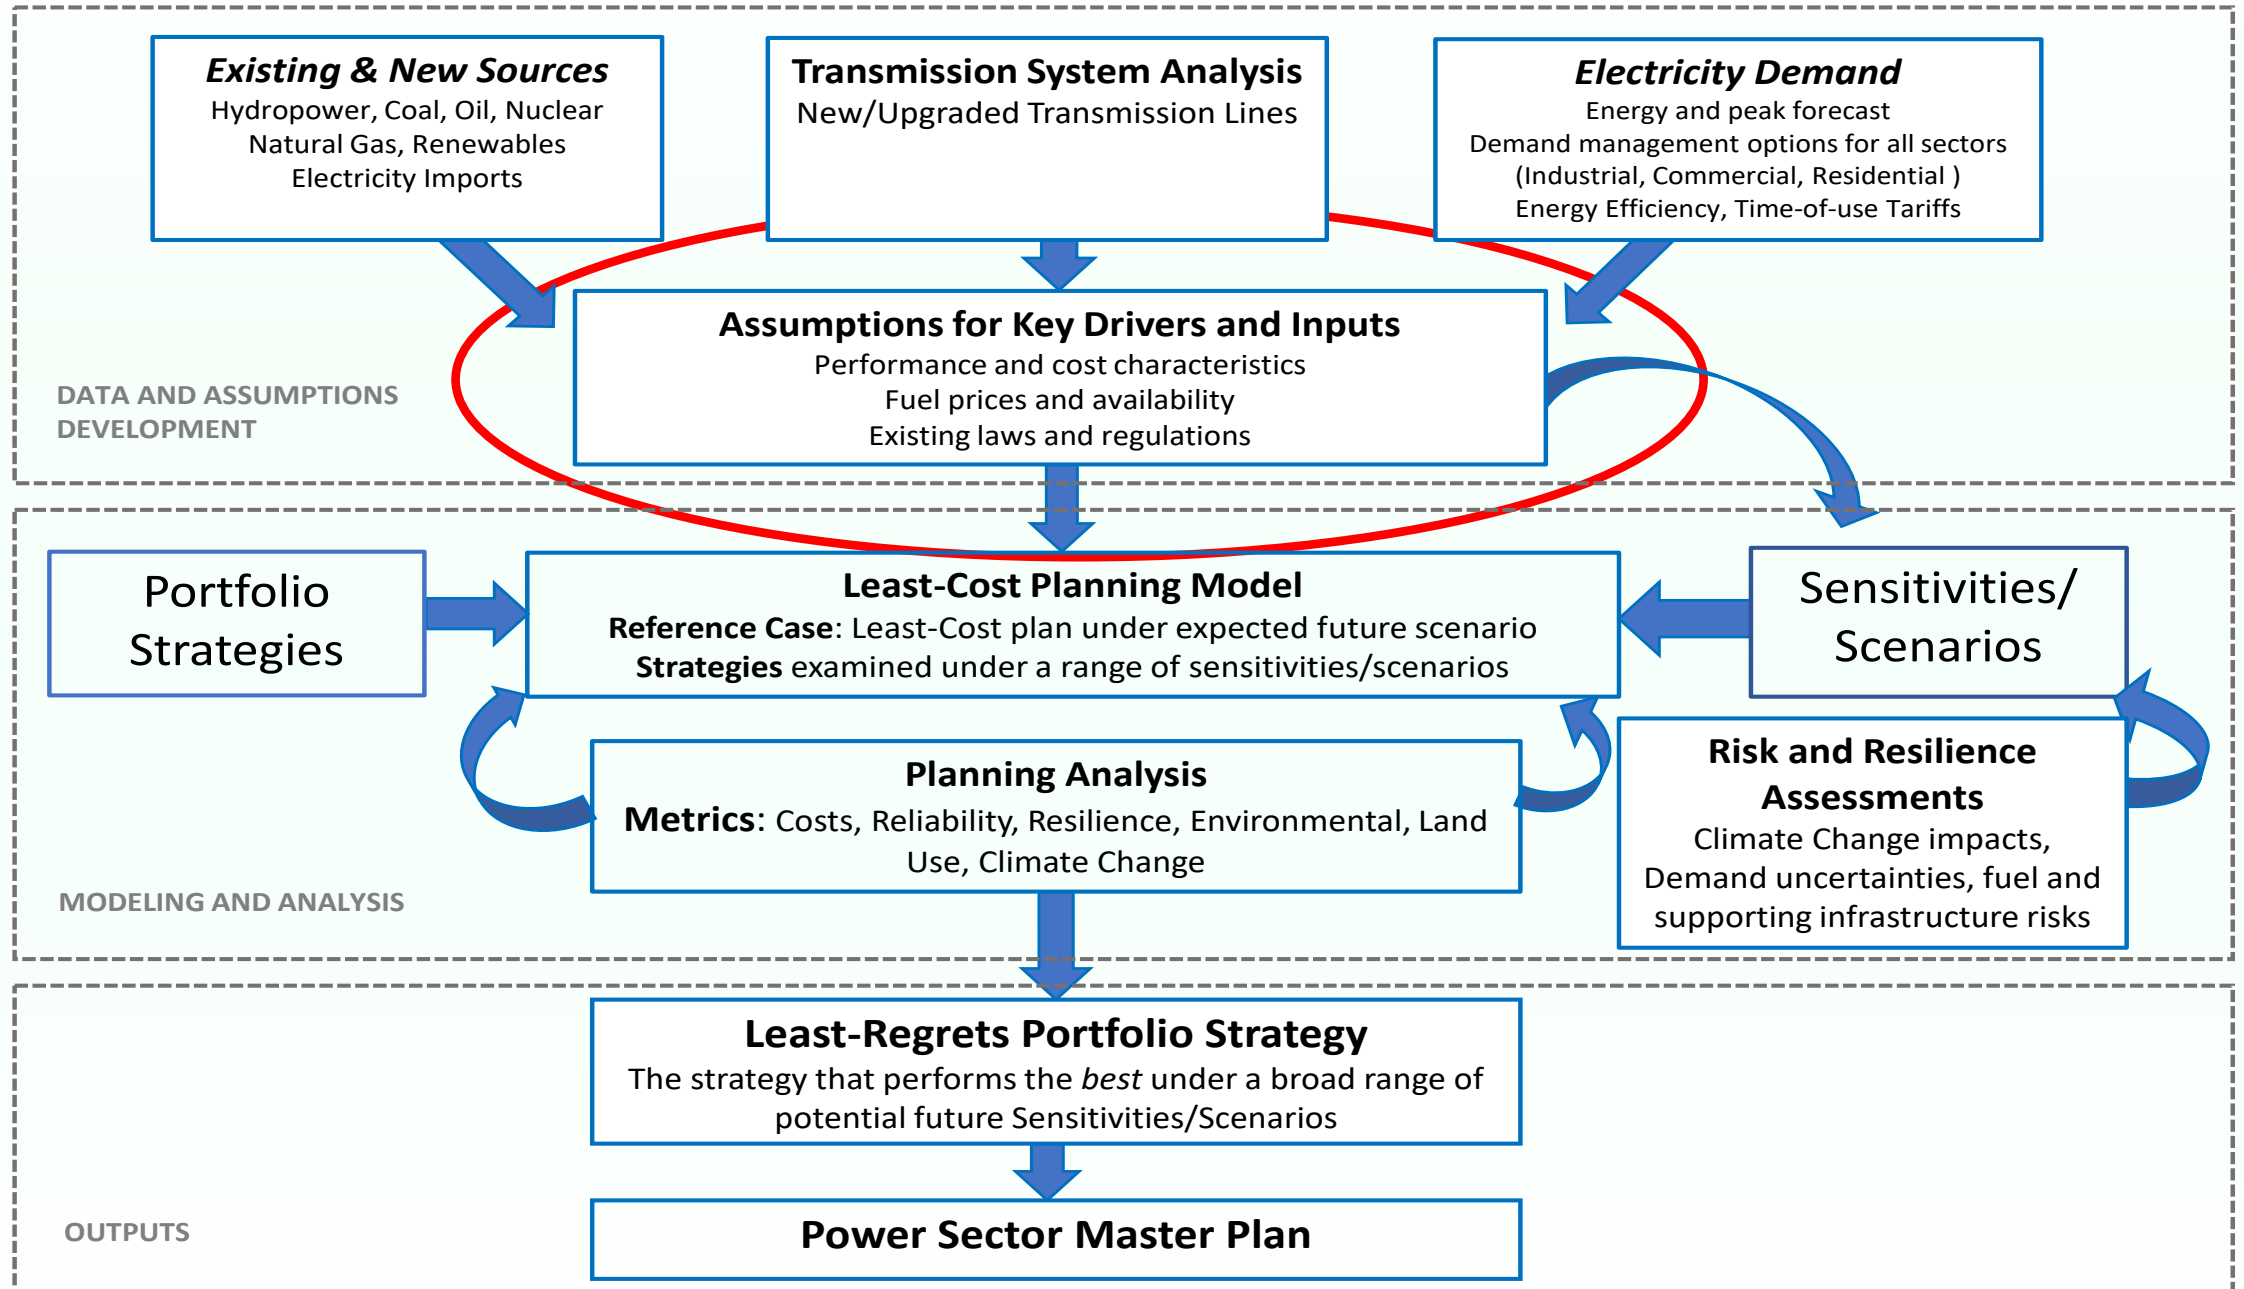 Existing & New Sources
Hydropower, Coal, Oil, Nuclear
Natural Gas, Renewables
Electricity Imports
Transmission System Analysis
New/Upgraded Transmission Lines
Electricity Demand
Energy and peak forecast
Demand management options for all sectors
(Industrial, Commercial, Residential )
Energy Efficiency, Time-of-use Tariffs
Assumptions for Key Drivers and Inputs
Performance and cost characteristics
Fuel prices and availability
Existing laws and regulations
DATA AND ASSUMPTIONS
DEVELOPMENT
Portfolio
Strategies
Least-Cost Planning Model
Reference Case: Least-Cost plan under expected future scenario
Strategies examined under a range of sensitivities/scenarios
Sensitivities/
Scenarios
Planning Analysis
Metrics: Costs, Reliability, Resilience, Environmental, Land
Use, Climate Change
Risk and Resilience
Assessments
Climate Change impacts,
Demand uncertainties, fuel and
supporting infrastructure risks
MODELING AND ANALYSIS
Least-Regrets Portfolio Strategy
The strategy that performs the best under a broad range of
potential future Sensitivities/Scenarios
Power Sector Master Plan
OUTPUTS